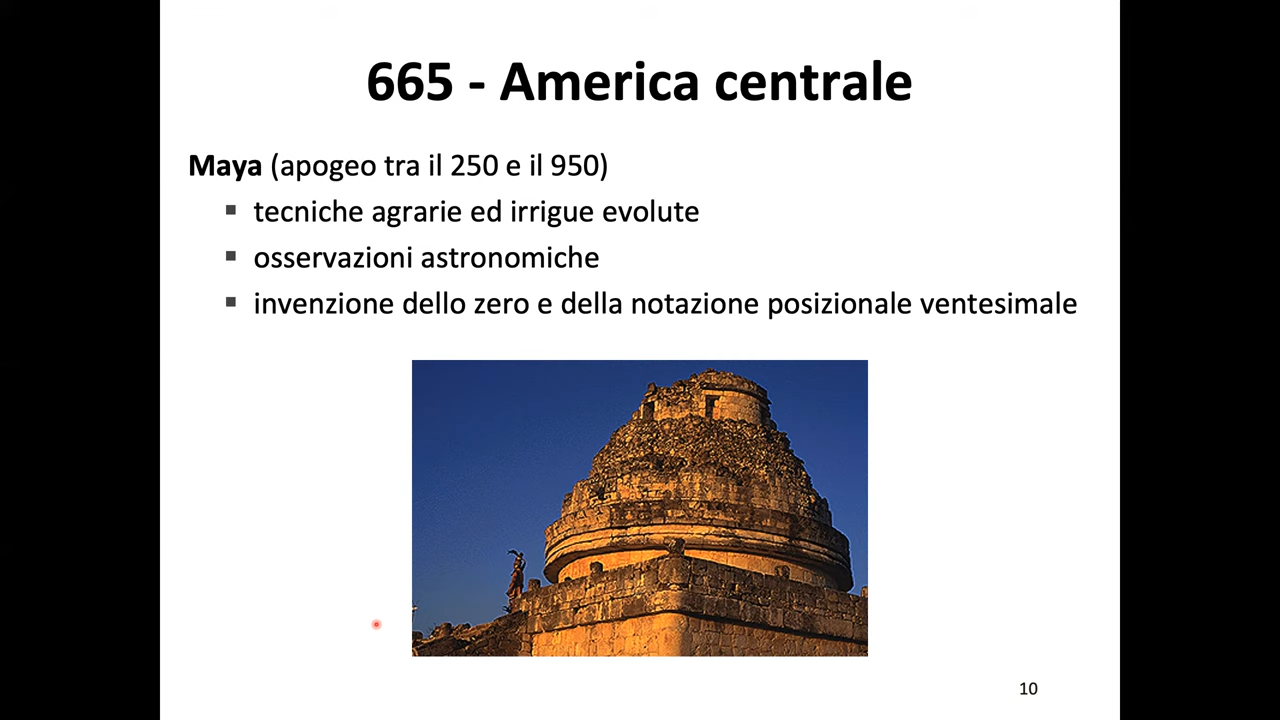 665 - America centrale
Maya (apogeo tra il 250 e il 950)
▪ tecniche agrarie ed irrigue evolute
▪ osservazioni astronomiche
▪ invenzione dello zero e della notazione posizionale ventesimale
10